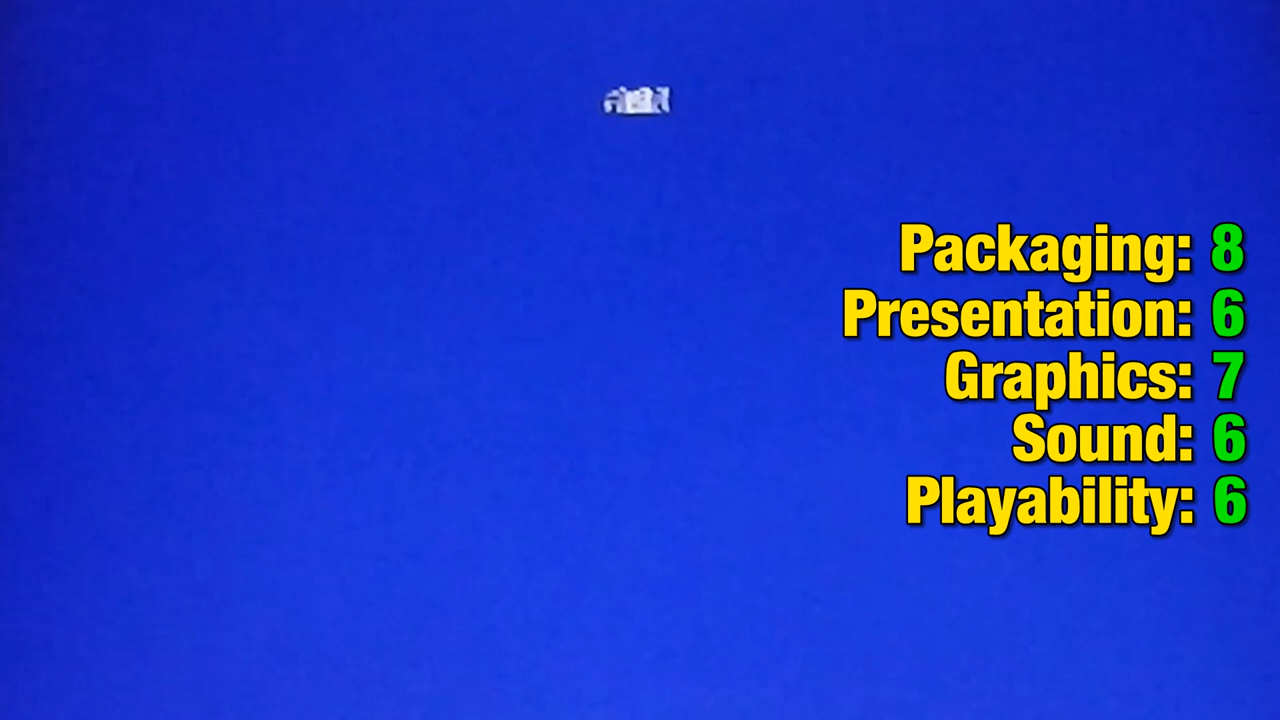 Packaging: 8
Presentation: 6
Graphics: 7
Sound: 6
Playability: 6